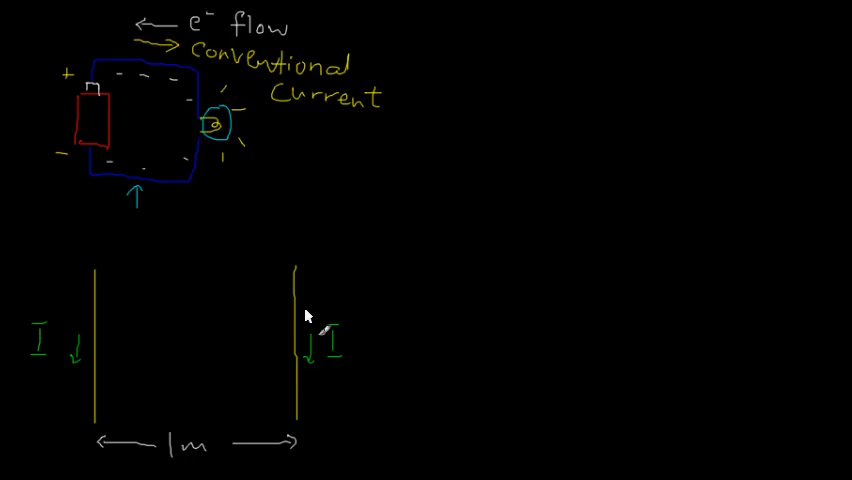 ← e⁻ flow
→ Conventional
Current
+
-
I ↓ ↓ I
← 1m →